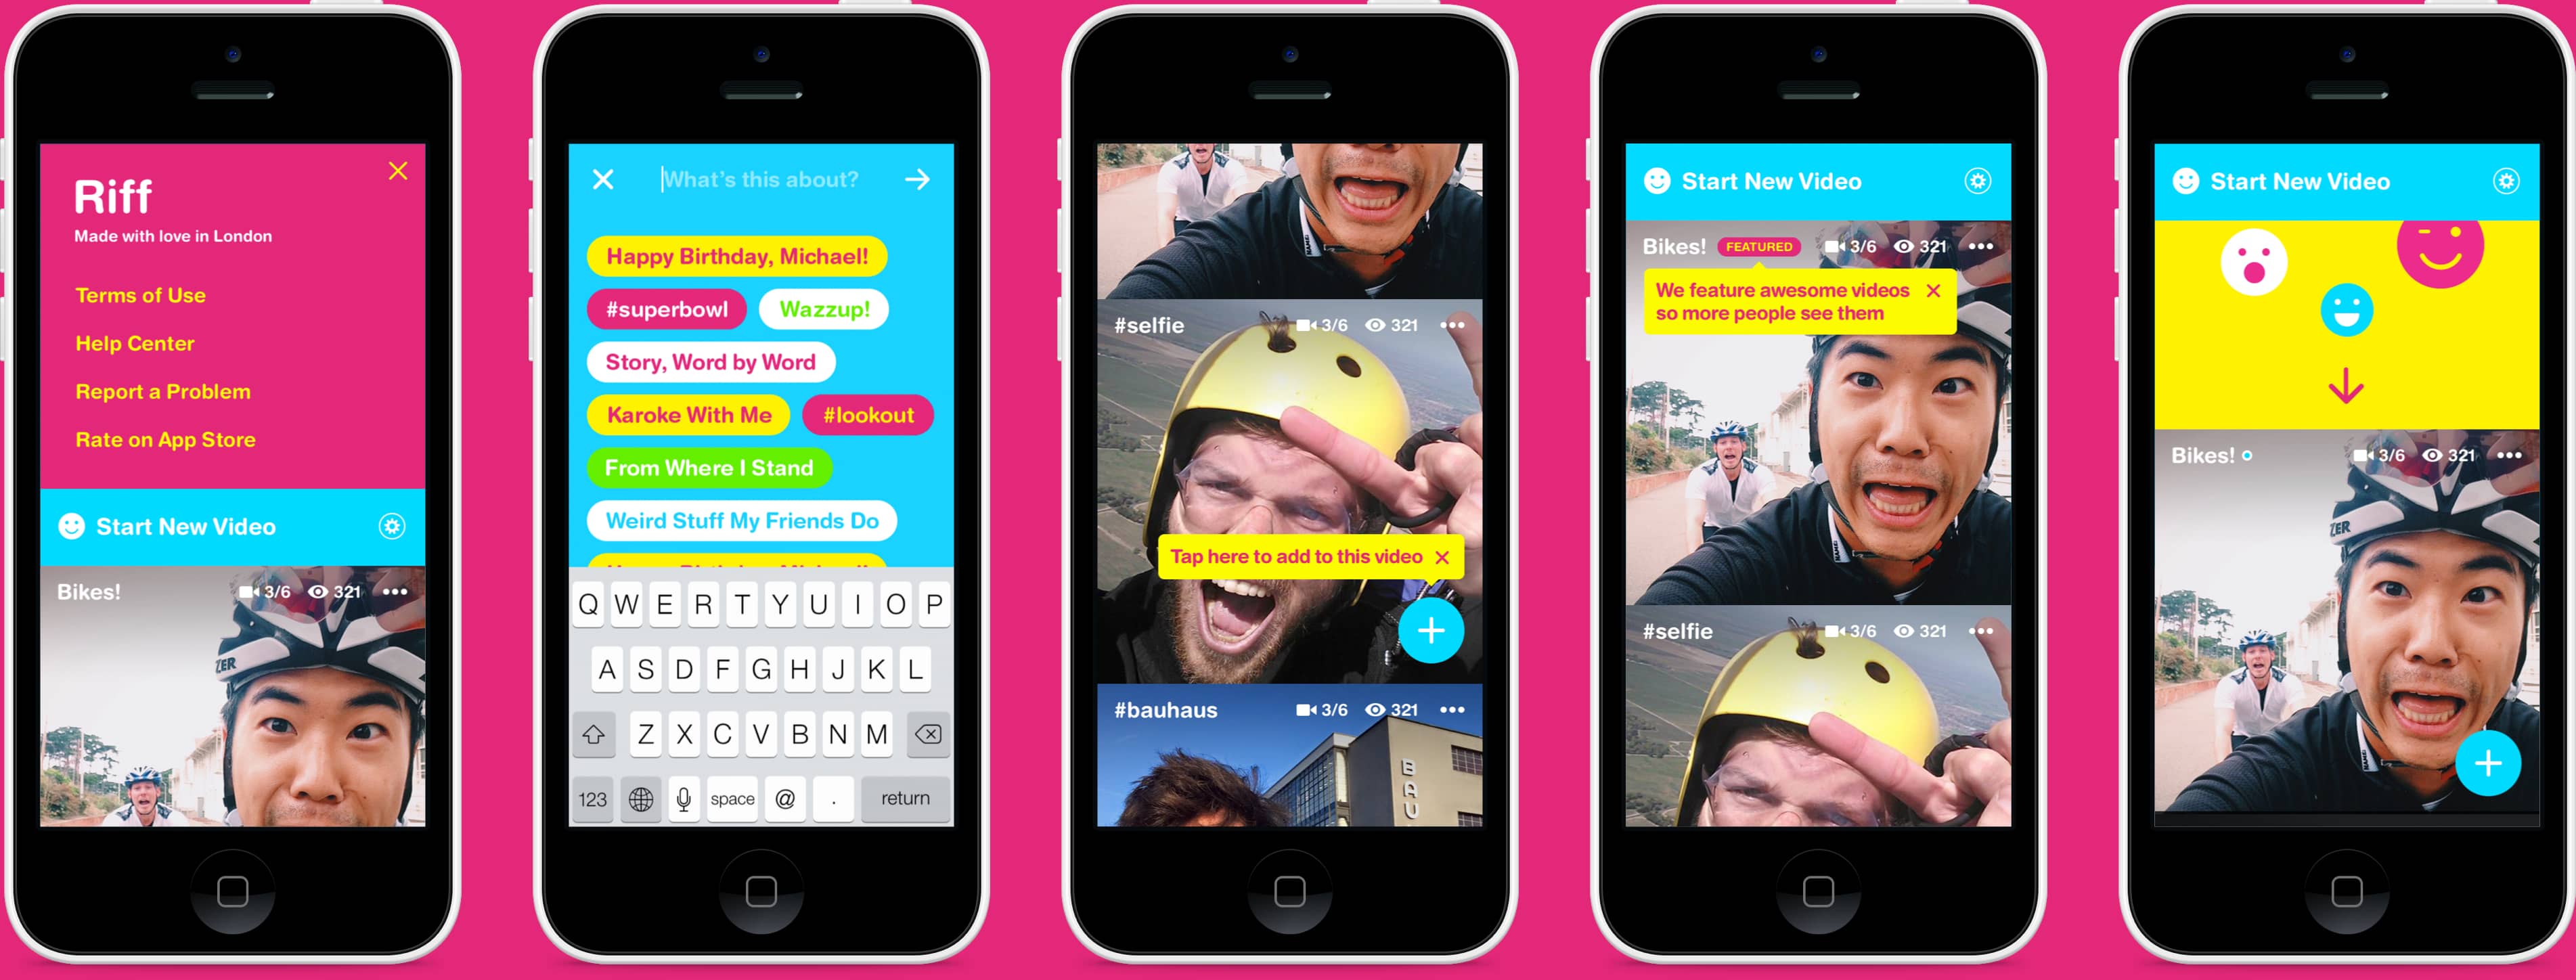 Riff
Made with love in London
Terms of Use
Help Center
Report a Problem
Rate on App Store
Start New Video
Bikes! 3/6 321
ZER
What's this about?
Happy Birthday, Michael!
#superbowl Wazzup!
Story, Word by Word
Karoke With Me #lookout
From Where I Stand
Weird Stuff My Friends Do
Q W E R T Y U I O P
A S D F G H J K L
Z X C V B N M
123 space @ . return
#selfie 3/6 321
Tap here to add to this video
#bauhaus 3/6 321
BAU
Start New Video
Bikes! FEATURED 3/6 321
We feature awesome videos
so more people see them
#selfie 3/6 321
Start New Video
Bikes! 3/6 321
ZER